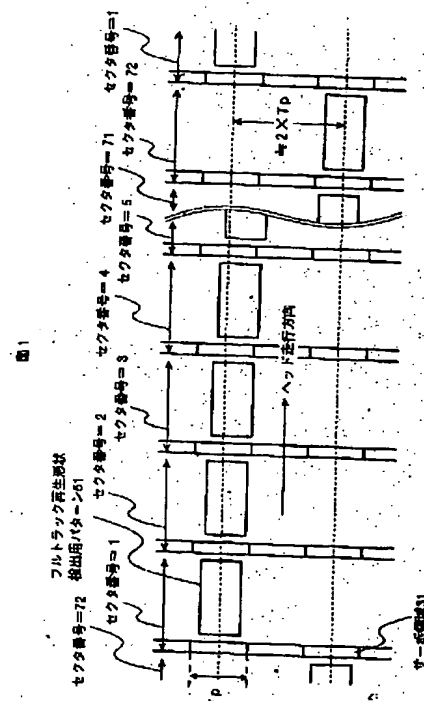 図1
フルトラック再生形状
検出用パターン51
セクタ番号=72
セクタ番号=1
セクタ番号=2
セクタ番号=3
セクタ番号=4
セクタ番号=5
セクタ番号=71
セクタ番号=72
セクタ番号=1
≒2×Tp
ヘッド走行方向
サーボ領域31